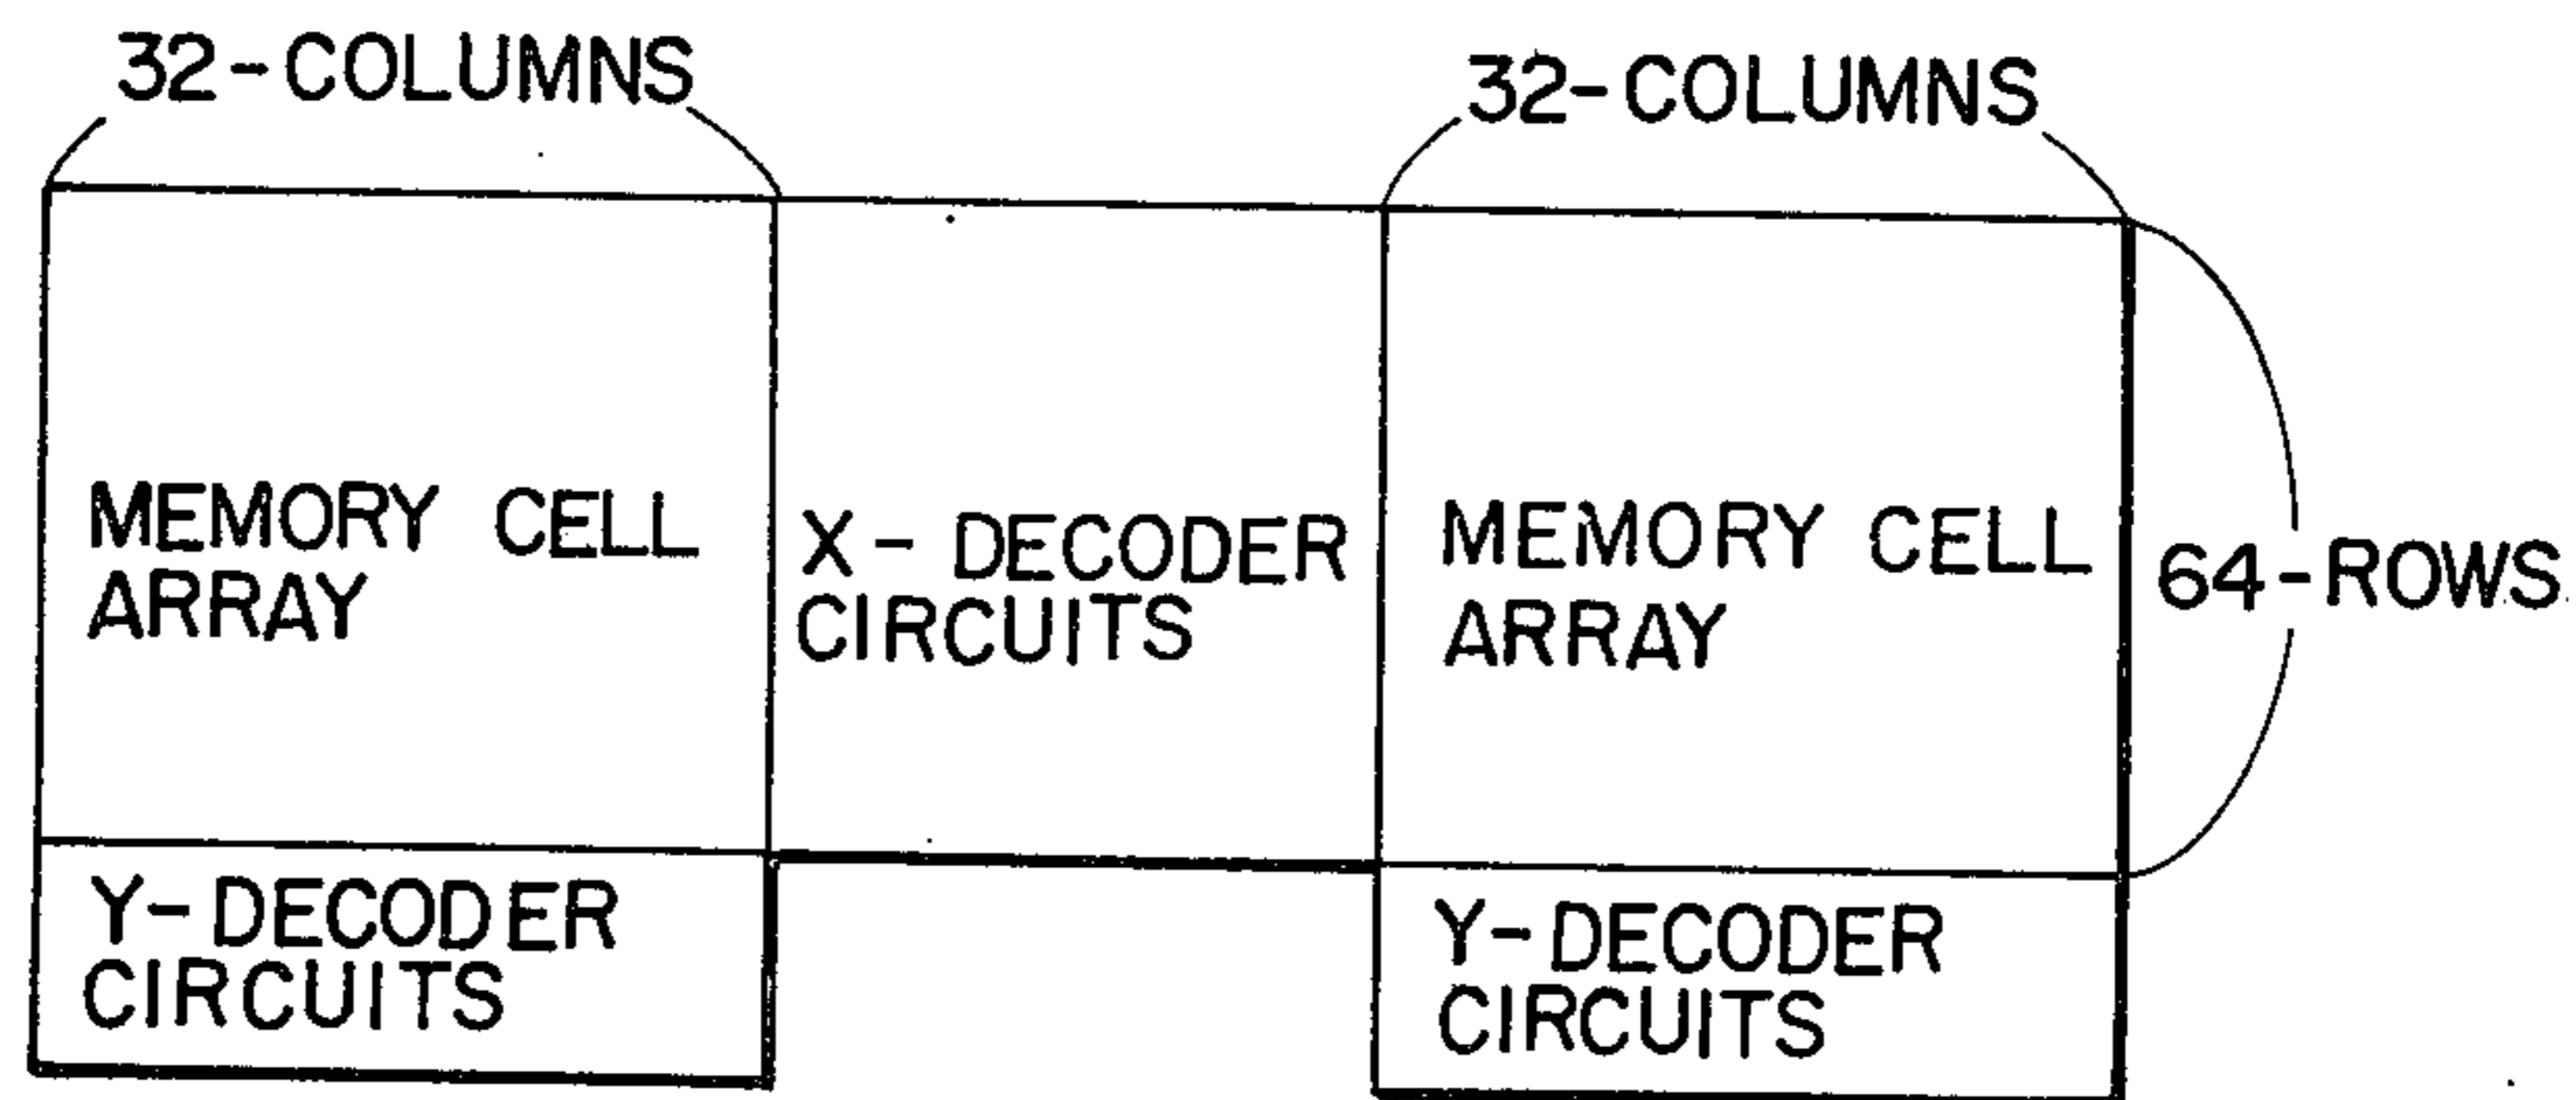 32-COLUMNS
32-COLUMNS
MEMORY CELL
ARRAY
X-DECODER
CIRCUITS
MEMORY CELL
ARRAY
64-ROWS
Y-DECODER
CIRCUITS
Y-DECODER
CIRCUITS